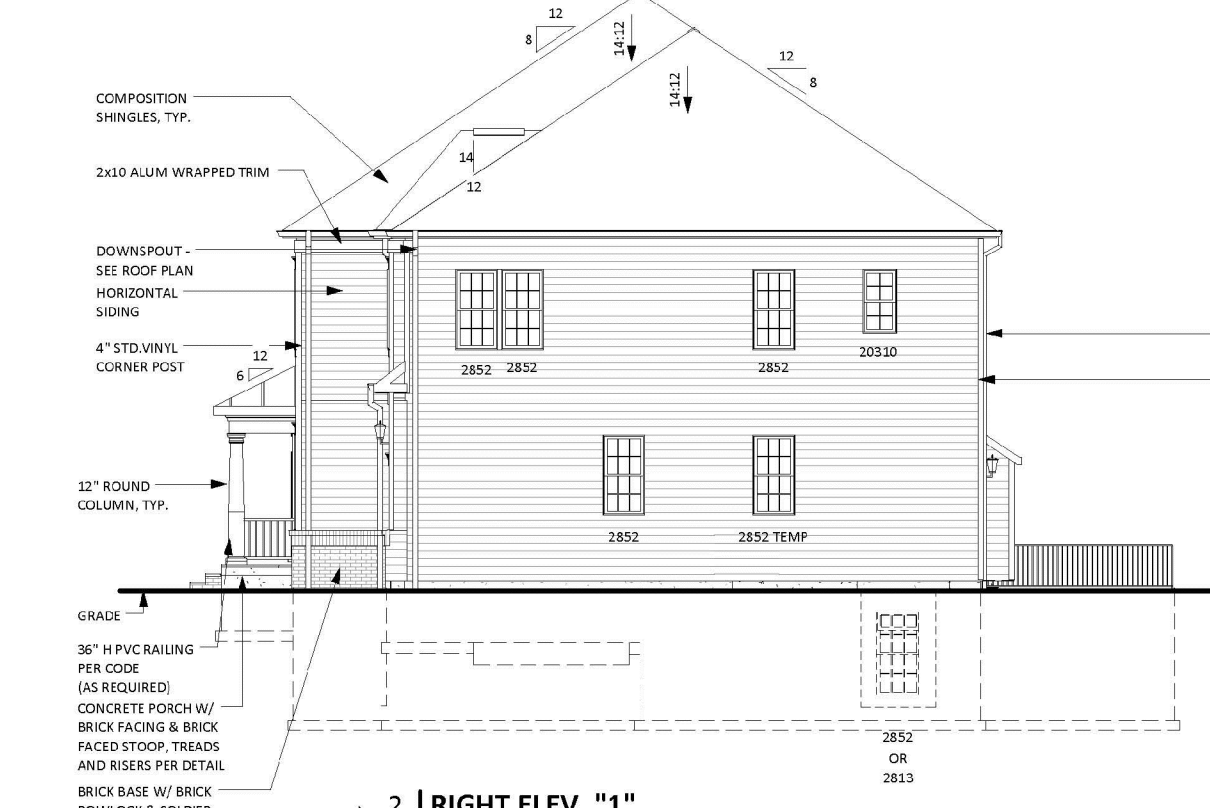 12
8
14:12
12
8
14:12
COMPOSITION
SHINGLES, TYP.
14
12
2x10 ALUM WRAPPED TRIM
DOWNSPOUT -
SEE ROOF PLAN
HORIZONTAL
SIDING
4" STD.VINYL
CORNER POST
12
6
2852 2852
2852
20310
12" ROUND
COLUMN, TYP.
2852
2852 TEMP
GRADE
36" H PVC RAILING
PER CODE
(AS REQUIRED)
CONCRETE PORCH W/
BRICK FACING & BRICK
FACED STOOP, TREADS
AND RISERS PER DETAIL
BRICK BASE W/ BRICK
ROWLOCK & SOLDIER
2852
OR
2813
2 RIGHT ELEV. "1"